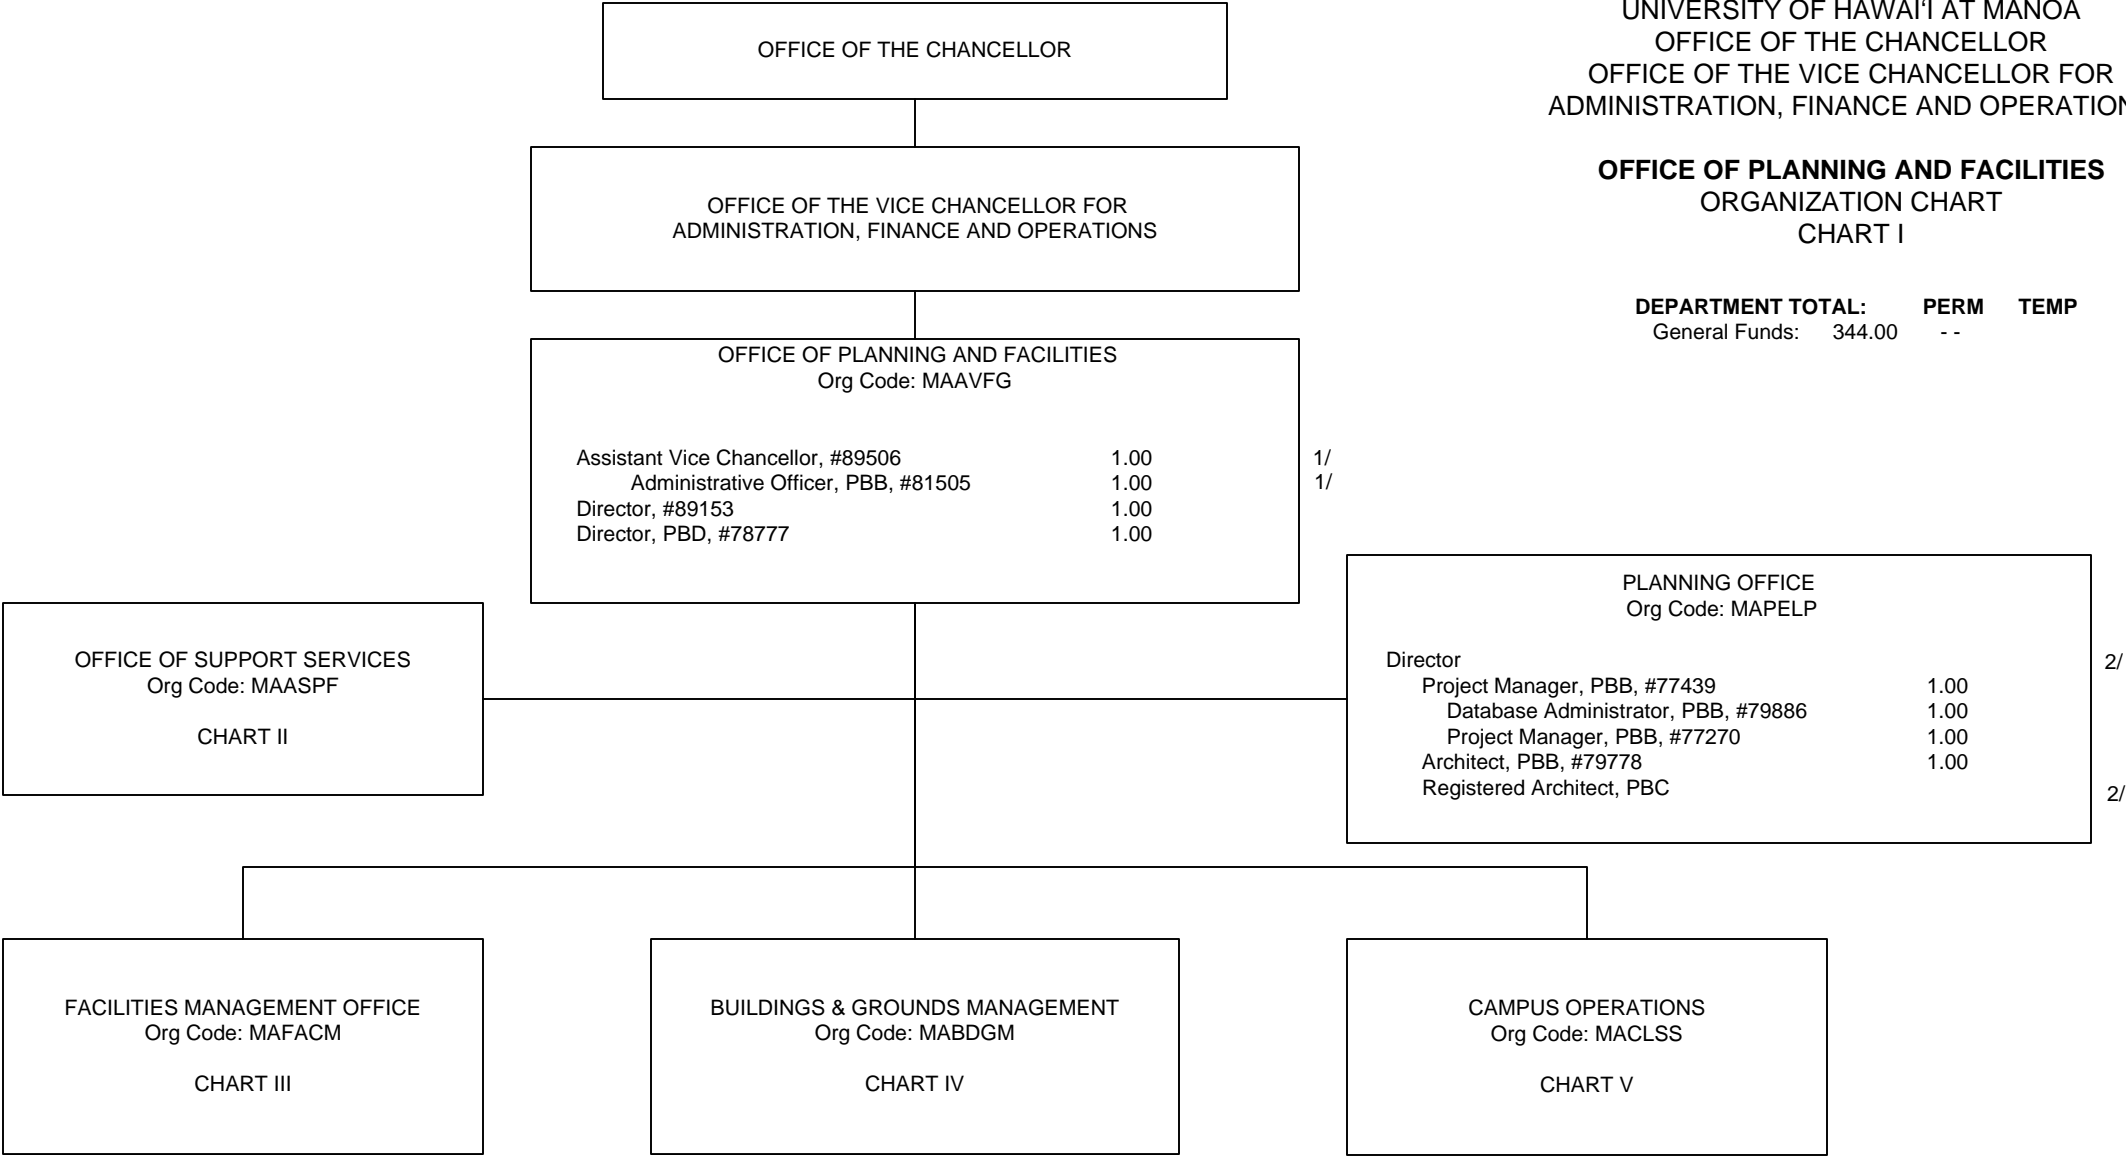 UNIVERSITY OF HAWAI‘I AT MANOA
OFFICE OF THE CHANCELLOR
OFFICE OF THE VICE CHANCELLOR FOR
ADMINISTRATION, FINANCE AND OPERATION
OFFICE OF PLANNING AND FACILITIES
ORGANIZATION CHART
CHART I
DEPARTMENT TOTAL: PERM TEMP
General Funds: 344.00 - -
OFFICE OF THE CHANCELLOR
OFFICE OF THE VICE CHANCELLOR FOR
ADMINISTRATION, FINANCE AND OPERATIONS
OFFICE OF PLANNING AND FACILITIES
Org Code: MAAVFG
Assistant Vice Chancellor, #89506 1.00 1/
Administrative Officer, PBB, #81505 1.00 1/
Director, #89153 1.00
Director, PBD, #78777 1.00
OFFICE OF SUPPORT SERVICES
Org Code: MAASPF
CHART II
PLANNING OFFICE
Org Code: MAPELP
Director 2/
Project Manager, PBB, #77439 1.00
Database Administrator, PBB, #79886 1.00
Project Manager, PBB, #77270 1.00
Architect, PBB, #79778 1.00
Registered Architect, PBC 2/
FACILITIES MANAGEMENT OFFICE
Org Code: MAFACM
CHART III
BUILDINGS & GROUNDS MANAGEMENT
Org Code: MABDGM
CHART IV
CAMPUS OPERATIONS
Org Code: MACLSS
CHART V